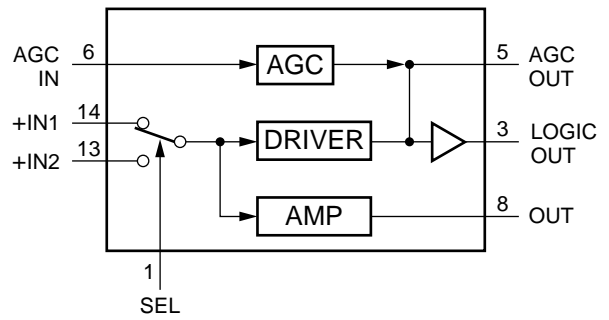 AGC
IN
6
AGC
5
AGC
OUT
+IN1
14
+IN2
13
DRIVER
3
LOGIC
OUT
AMP
8
OUT
1
SEL